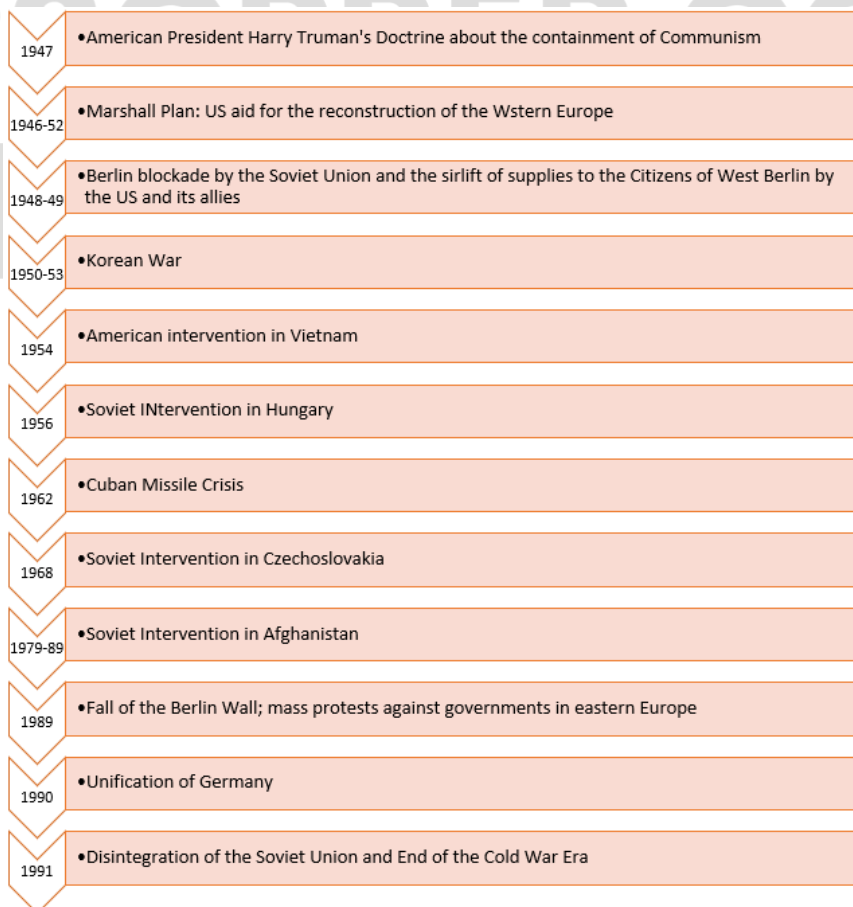 1947
•American President Harry Truman's Doctrine about the containment of Communism
1946-52
•Marshall Plan: US aid for the reconstruction of the Wstern Europe
1948-49
•Berlin blockade by the Soviet Union and the sirlift of supplies to the Citizens of West Berlin by
the US and its allies
1950-53
•Korean War
1954
•American intervention in Vietnam
1956
•Soviet INtervention in Hungary
1962
•Cuban Missile Crisis
1968
•Soviet Intervention in Czechoslovakia
1979-89
•Soviet Intervention in Afghanistan
1989
•Fall of the Berlin Wall; mass protests against governments in eastern Europe
1990
•Unification of Germany
1991
•Disintegration of the Soviet Union and End of the Cold War Era